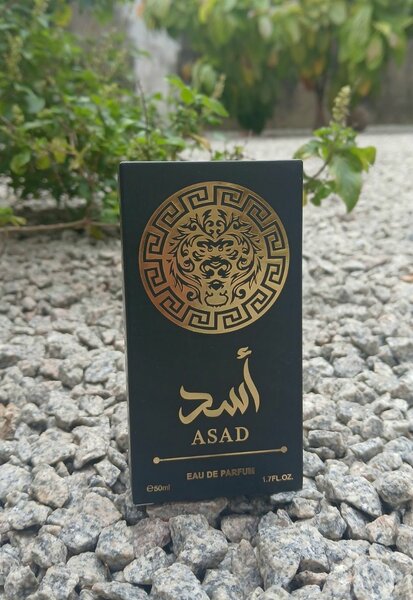 أسد
ASAD
EAU DE PARFUM
℮50ml 1.7FL.OZ.